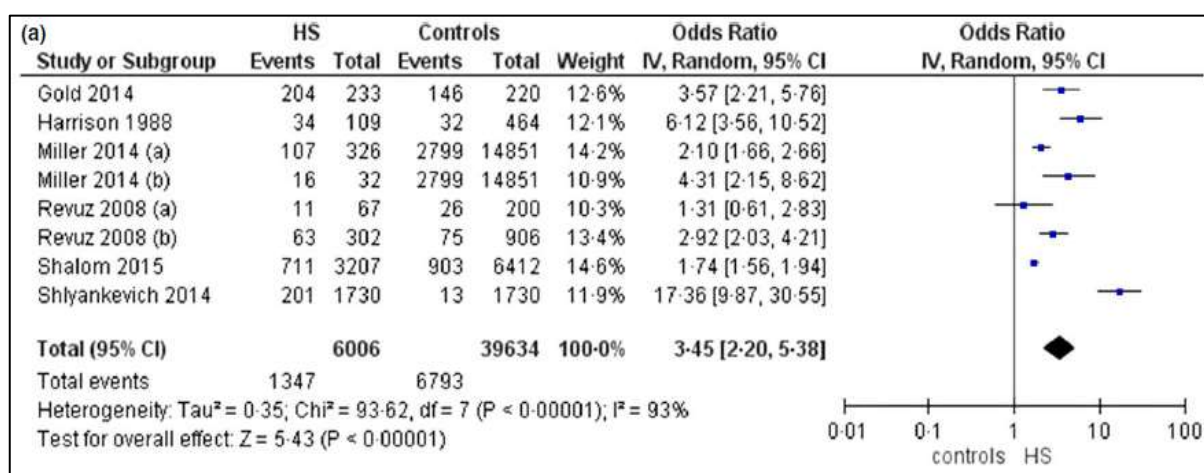 (a) HS Controls Odds Ratio Odds Ratio
Study or Subgroup Events Total Events Total Weight IV, Random, 95% CI IV, Random, 95% CI
Gold 2014 204 233 146 220 12·6% 3·57 [2·21, 5·76]
Harrison 1988 34 109 32 464 12·1% 6·12 [3·56, 10·52]
Miller 2014 (a) 107 326 2799 14851 14·2% 2·10 [1·66, 2·66]
Miller 2014 (b) 16 32 2799 14851 10·9% 4·31 [2·15, 8·62]
Revuz 2008 (a) 11 67 26 200 10·3% 1·31 [0·61, 2·83]
Revuz 2008 (b) 63 302 75 906 13·4% 2·92 [2·03, 4·21]
Shalom 2015 711 3207 903 6412 14·6% 1·74 [1·56, 1·94]
Shlyankevich 2014 201 1730 13 1730 11·9% 17·36 [9·87, 30·55]
Total (95% CI) 6006 39634 100·0% 3·45 [2·20, 5·38]
Total events 1347 6793
Heterogeneity: Tau² = 0·35; Chi² = 93·62, df = 7 (P < 0·00001); I² = 93%
Test for overall effect: Z = 5·43 (P < 0·00001)
0·01 0·1 1 10 100
controls HS